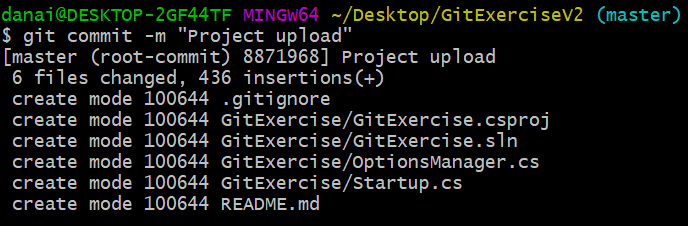 danai@DESKTOP-2GF44TF MINGW64 ~/Desktop/GitExerciseV2 (master)
$ git commit -m "Project upload"
[master (root-commit) 8871968] Project upload
 6 files changed, 436 insertions(+)
 create mode 100644 .gitignore
 create mode 100644 GitExercise/GitExercise.csproj
 create mode 100644 GitExercise/GitExercise.sln
 create mode 100644 GitExercise/OptionsManager.cs
 create mode 100644 GitExercise/Startup.cs
 create mode 100644 README.md